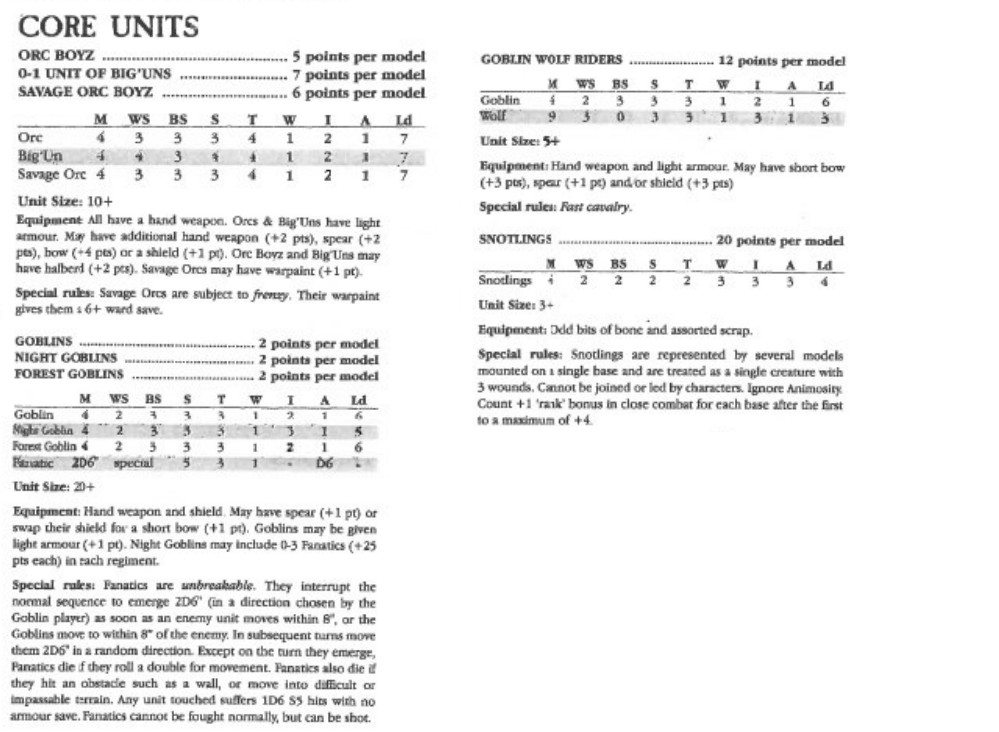 CORE UNITS
ORC BOYZ .......................................... 5 points per model
0-1 UNIT OF BIG'UNS ........................ 7 points per model
SAVAGE ORC BOYZ ............................ 6 points per model
M WS BS S T W I A Ld
Orc 4 3 3 3 4 1 2 1 7
Big'Un 4 4 3 4 4 1 2 1 7
Savage Orc 4 3 3 3 4 1 2 1 7
Unit Size: 10+
Equipment: All have a hand weapon. Orcs & Big'Uns have light
armour. May have additional hand weapon (+2 pts), spear (+2
pts), bow (+4 pts) or a shield (+1 pt). Orc Boyz and Big'Uns may
have halberd (+2 pts). Savage Orcs may have warpaint (+1 pt).
Special rules: Savage Orcs are subject to frenzy. Their warpaint
gives them a 6+ ward save.
GOBLINS .......................................... 2 points per model
NIGHT GOBLINS .............................. 2 points per model
FOREST GOBLINS .............................. 2 points per model
M WS BS S T W I A Ld
Goblin 4 2 3 3 3 1 2 1 6
Night Goblin 4 2 3 3 3 1 3 1 5
Forest Goblin 4 2 3 3 3 1 2 1 6
Fanatic 2D6" special 5 3 1 - D6 -
Unit Size: 20+
Equipment: Hand weapon and shield. May have spear (+1 pt) or
swap their shield for a short bow (+1 pt). Goblins may be given
light armour (+1 pt). Night Goblins may include 0-3 Fanatics (+25
pts each) in each regiment.
Special rules: Fanatics are unbreakable. They interrupt the
normal sequence to emerge 2D6" (in a direction chosen by the
Goblin player) as soon as an enemy unit moves within 8", or the
Goblins move to within 8" of the enemy. In subsequent turns move
them 2D6" in a random direction. Except on the turn they emerge,
Fanatics die if they roll a double for movement. Fanatics also die if
they hit an obstacle such as a wall, or move into difficult or
impassable terrain. Any unit touched suffers 1D6 S5 hits with no
armour save. Fanatics cannot be fought normally, but can be shot.
GOBLIN WOLF RIDERS ..................... 12 points per model
M WS BS S T W I A Ld
Goblin 4 2 3 3 3 1 2 1 6
Wolf 9 3 0 3 3 1 3 1 3
Unit Size: 5+
Equipment: Hand weapon and light armour. May have short bow
(+3 pts), spear (+1 pt) and/or shield (+3 pts)
Special rules: Fast cavalry.
SNOTLINGS ..................................... 20 points per model
M WS BS S T W I A Ld
Snotlings 4 2 2 2 2 3 3 3 4
Unit Size: 3+
Equipment: Odd bits of bone and assorted scrap.
Special rules: Snotlings are represented by several models
mounted on a single base and are treated as a single creature with
3 wounds. Cannot be joined or led by characters. Ignore Animosity.
Count +1 'rank' bonus in close combat for each base after the first
to a maximum of +4.